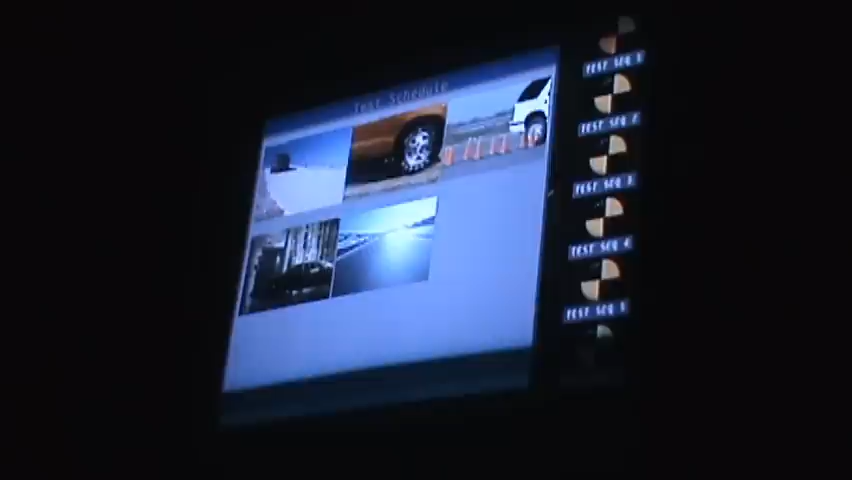 Test Schedule
TEST SEQ 1
TEST SEQ 2
TEST SEQ 3
TEST SEQ 4
TEST SEQ 5